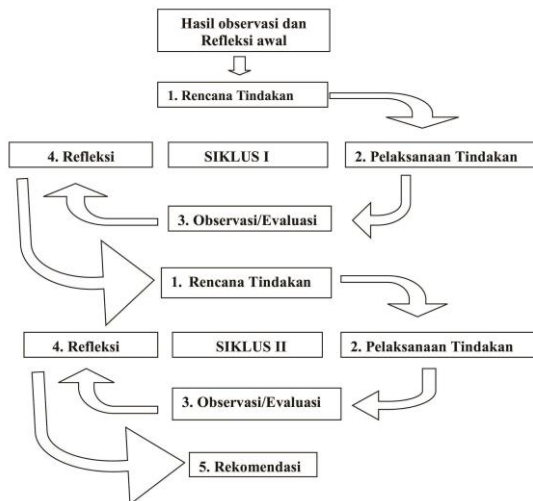 Hasil observasi dan
Refleksi awal
1. Rencana Tindakan
4. Refleksi
SIKLUS I
2. Pelaksanaan Tindakan
3. Observasi/Evaluasi
1. Rencana Tindakan
4. Refleksi
SIKLUS II
2. Pelaksanaan Tindakan
3. Observasi/Evaluasi
5. Rekomendasi